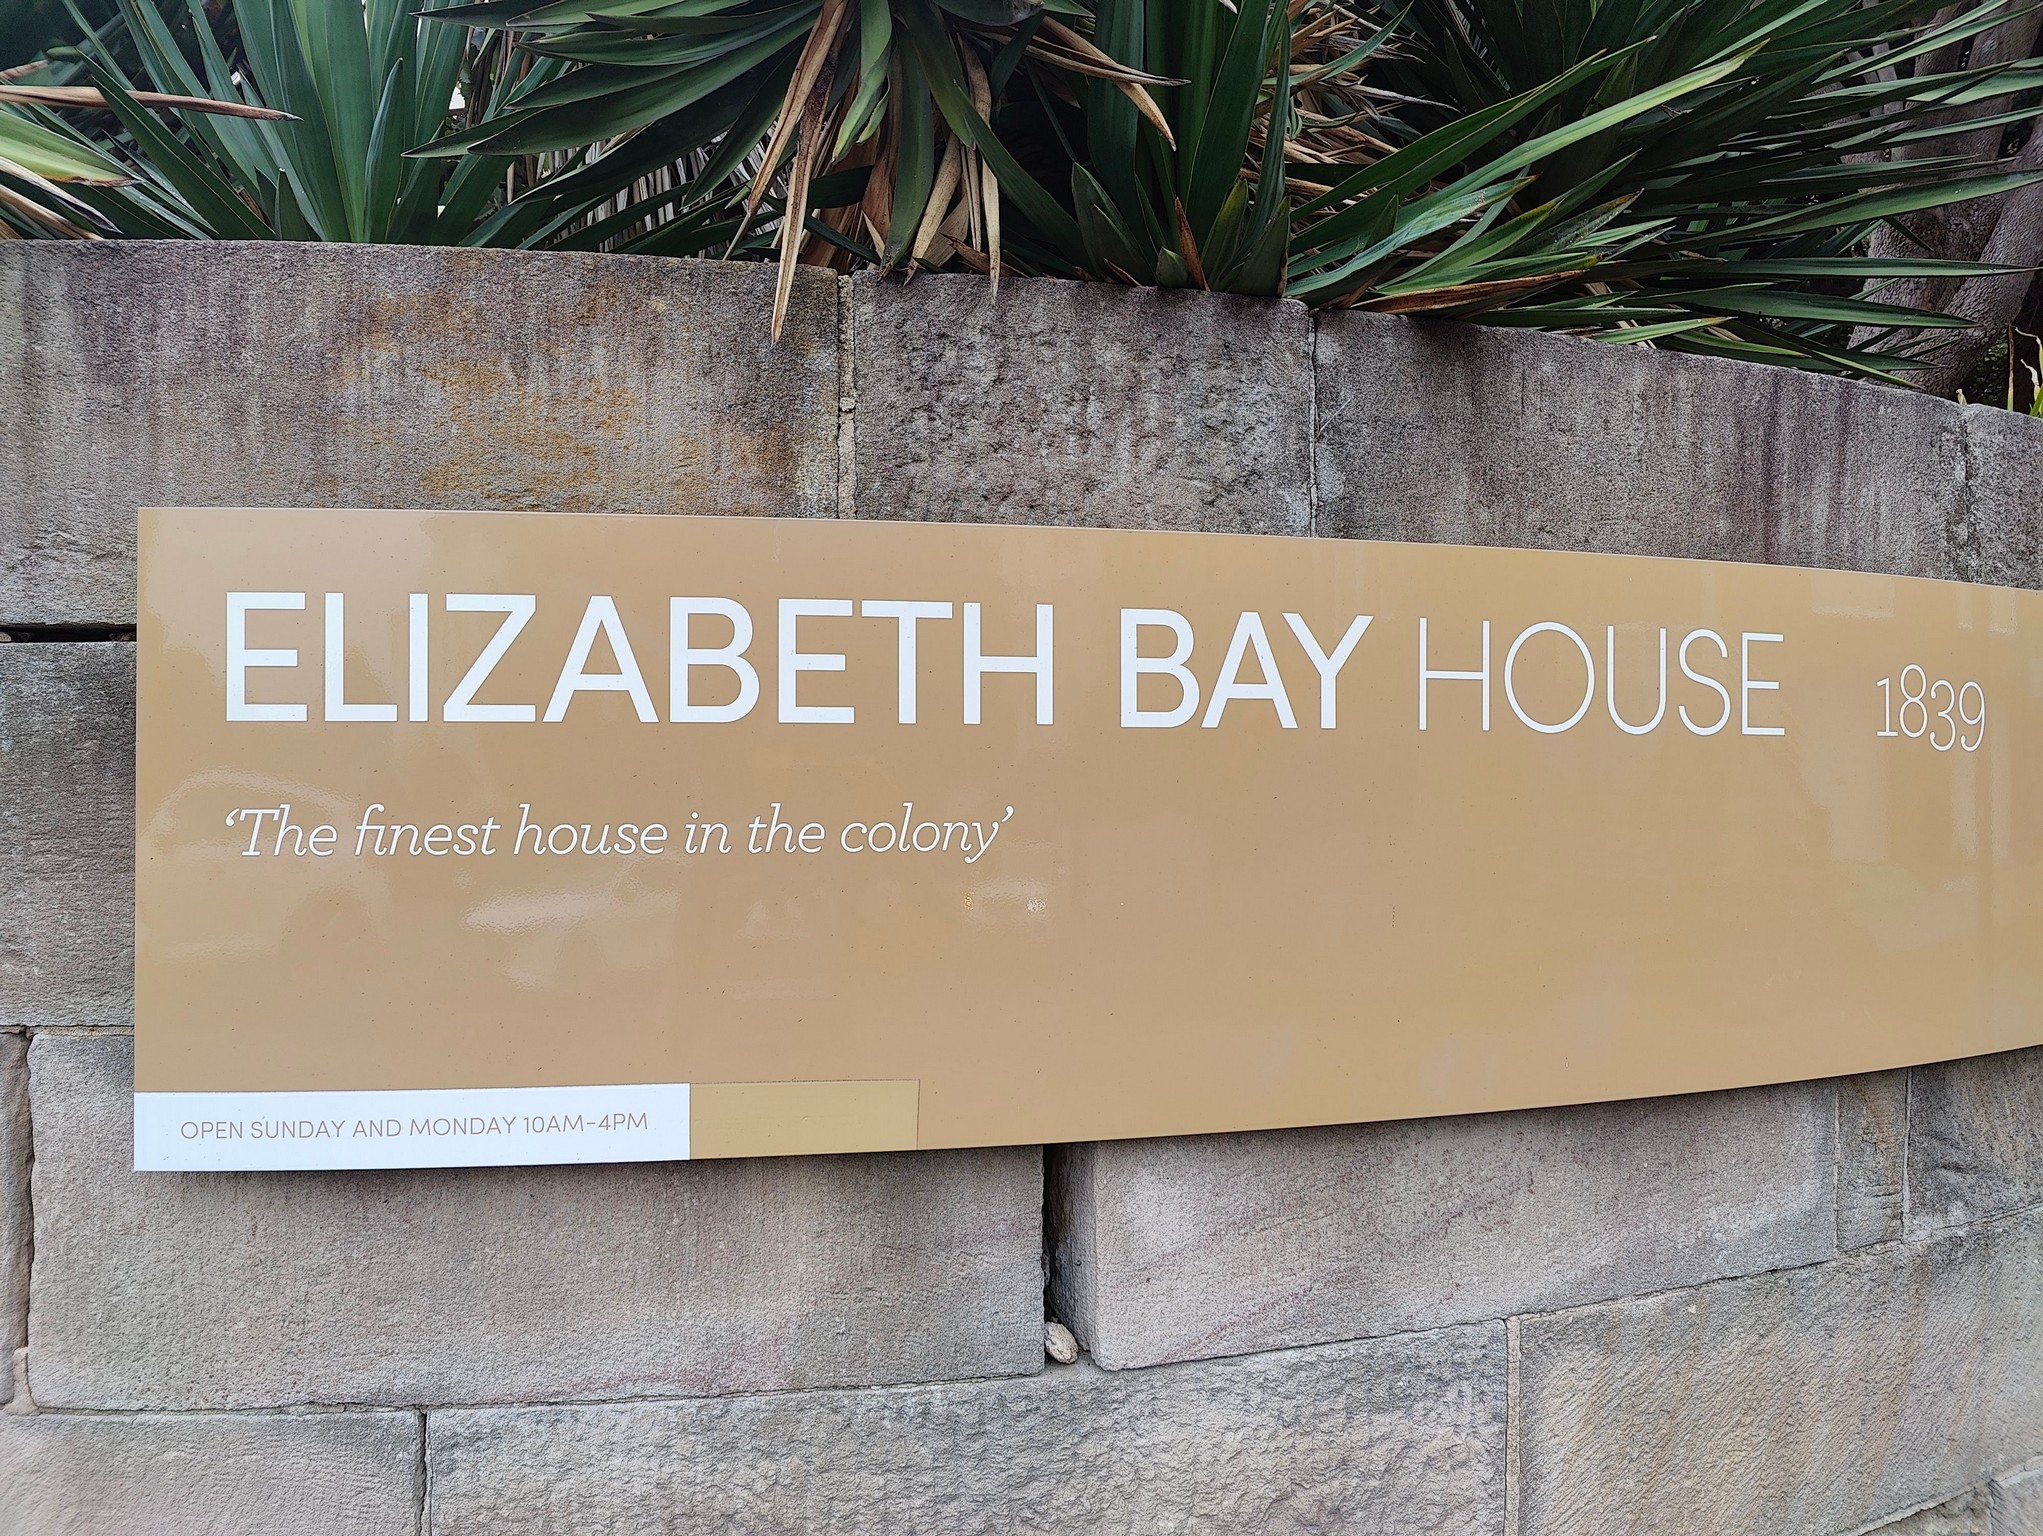 ELIZABETH BAY HOUSE 1839
‘The finest house in the colony’
OPEN SUNDAY AND MONDAY 10AM–4PM